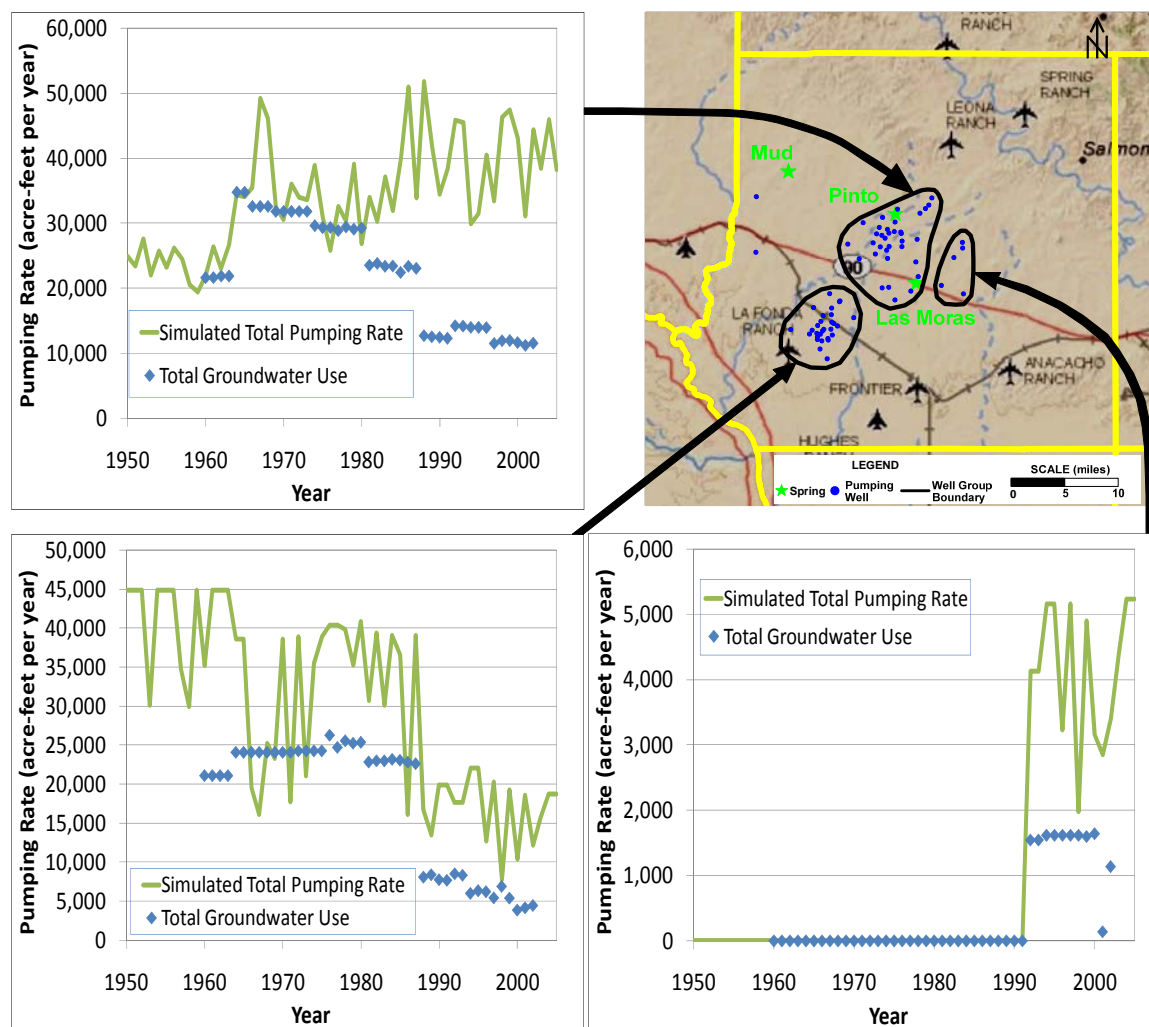 Pumping Rate (acre-feet per year)
60,000
50,000
40,000
30,000
20,000
10,000
0
Simulated Total Pumping Rate
Total Groundwater Use
1950 1960 1970 1980 1990 2000
Year
N
SPRING
RANCH
LEONA
RANCH
Salmon
Mud
Pinto
90
Las Moras
LA FONDA
RANCH
ANACACHO
RANCH
FRONTIER
HUGHES
LEGEND
Spring
Pumping
Well
Well Group
Boundary
SCALE (miles)
0 5 10
Pumping Rate (acre-feet per year)
50,000
45,000
40,000
35,000
30,000
25,000
20,000
15,000
10,000
5,000
0
Simulated Total Pumping Rate
Total Groundwater Use
1950 1960 1970 1980 1990 2000
Year
Pumping Rate (acre-feet per year)
6,000
5,000
4,000
3,000
2,000
1,000
0
Simulated Total Pumping Rate
Total Groundwater Use
1950 1960 1970 1980 1990 2000
Year